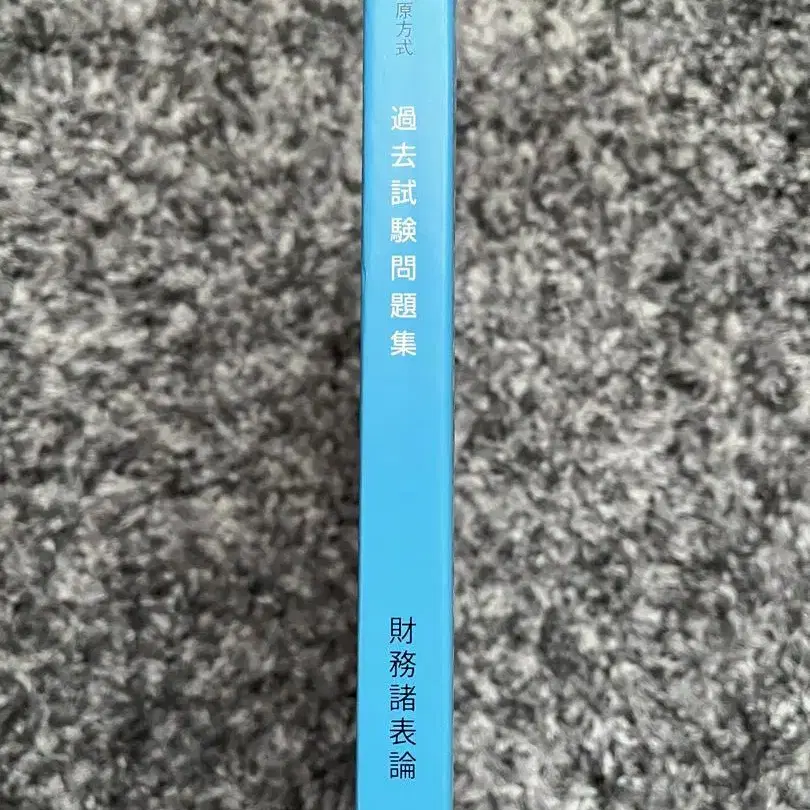 原方式
過去試験問題集
財務諸表論